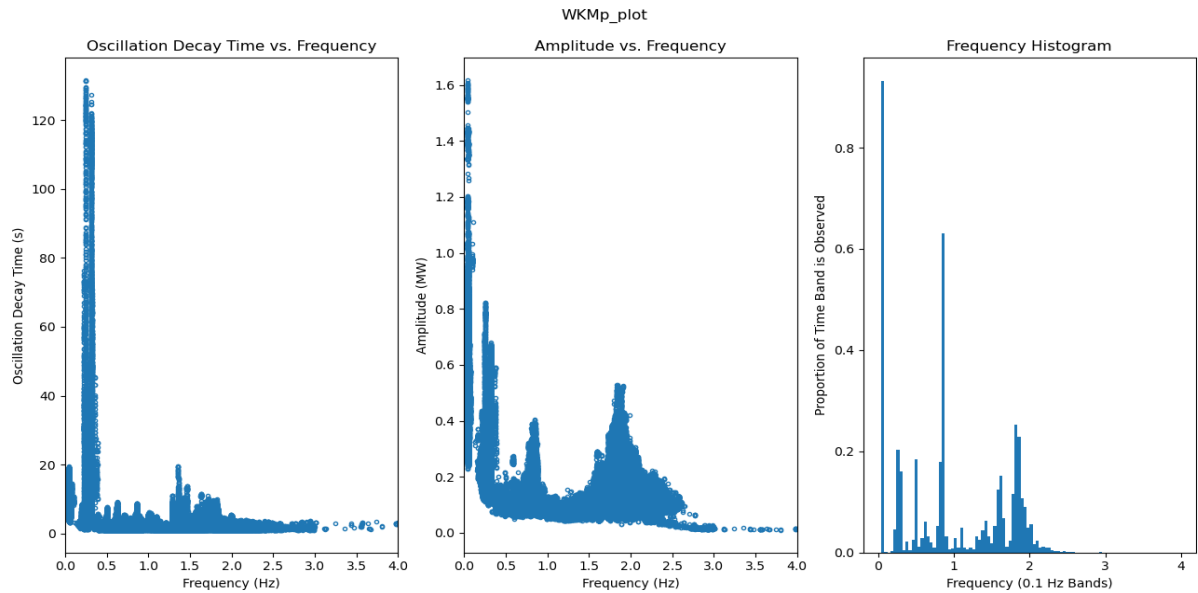 WKMp_plot
Oscillation Decay Time vs. Frequency
Amplitude vs. Frequency
Frequency Histogram
Oscillation Decay Time (s)
120
100
80
60
40
20
0
0.0 0.5 1.0 1.5 2.0 2.5 3.0 3.5 4.0
Frequency (Hz)
Amplitude (MW)
1.6
1.4
1.2
1.0
0.8
0.6
0.4
0.2
0.0
0.0 0.5 1.0 1.5 2.0 2.5 3.0 3.5 4.0
Frequency (Hz)
Proportion of Time Band is Observed
0.8
0.6
0.4
0.2
0.0
0 1 2 3 4
Frequency (0.1 Hz Bands)